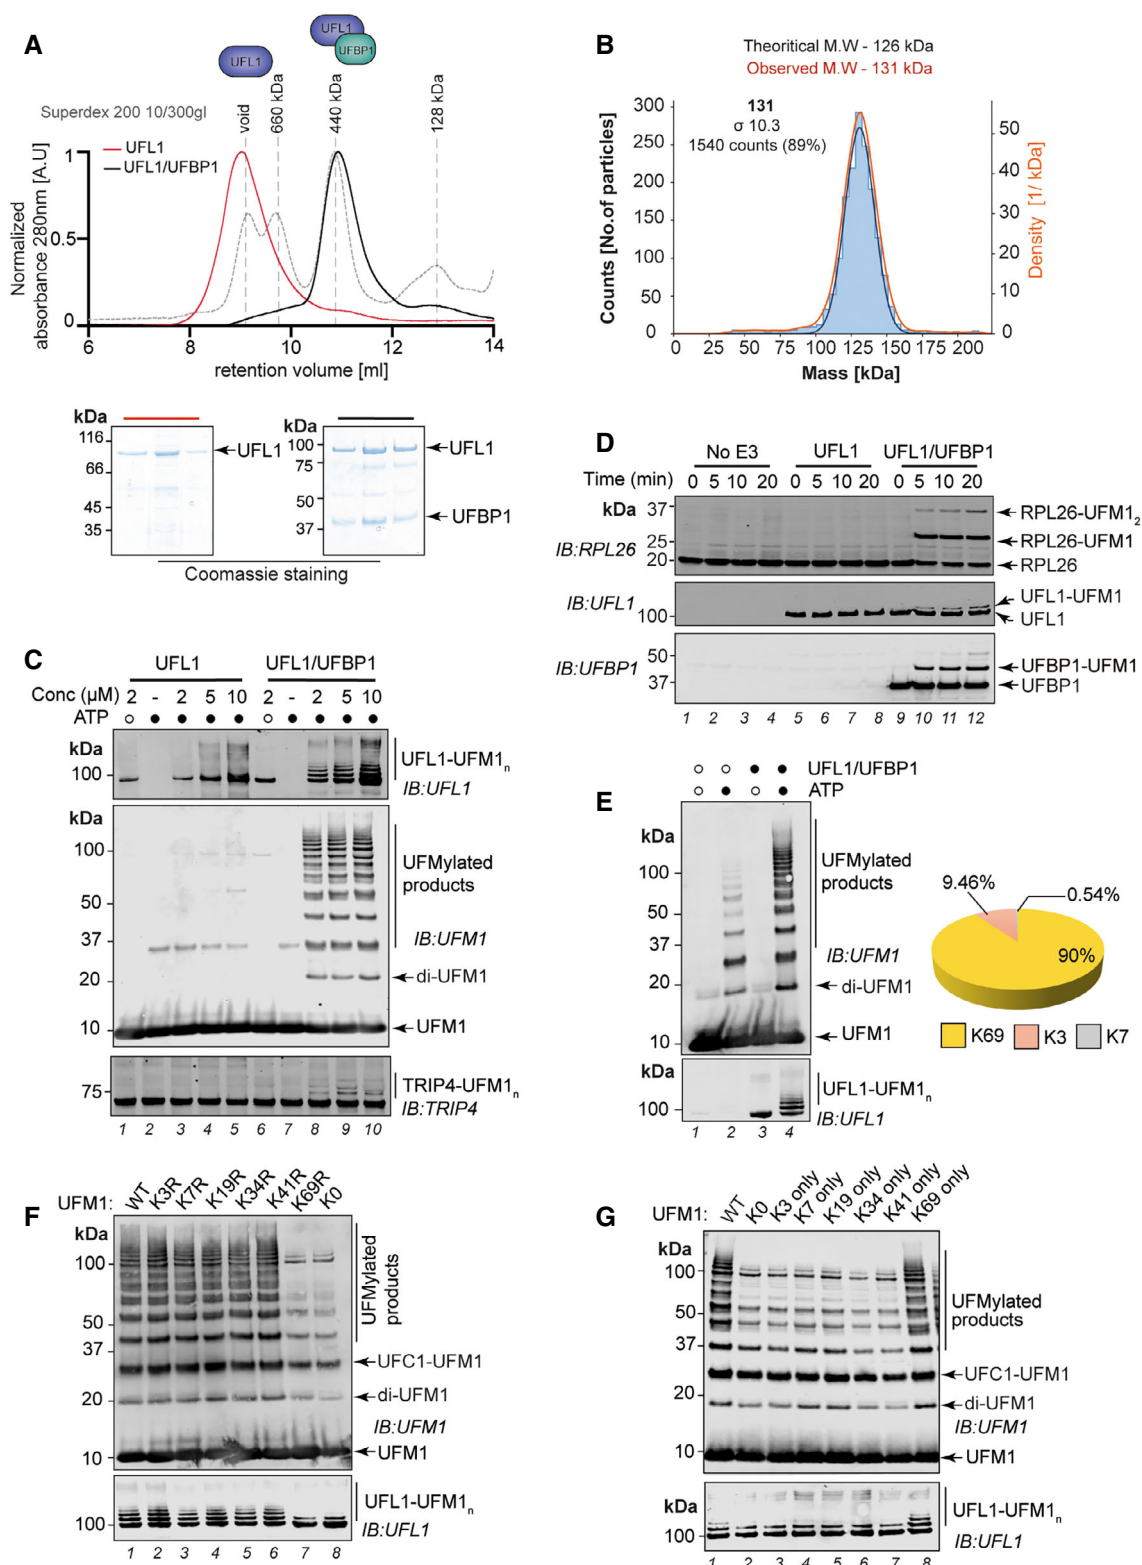 A
UFL1
UFL1
UFBP1
Superdex 200 10/300gl
void
660 kDa
440 kDa
128 kDa
UFL1
UFL1/UFBP1
Normalized
absorbance 280nm [A.U]
1
0.5
0
6
8
10
12
14
retention volume [ml]
kDa
116
66
45
35
UFL1
kDa
100
75
50
37
UFL1
UFBP1
Coomassie staining
B
Theoritical M.W - 126 kDa
Observed M.W - 131 kDa
131
σ 10.3
1540 counts (89%)
Counts [No.of particles]
300
250
200
150
100
50
0
Density [1/ kDa]
50
40
30
20
10
0
0 25 50 75 100 125 150 175 200
Mass [kDa]
D
No E3 UFL1 UFL1/UFBP1
Time (min) 0 5 10 20 0 5 10 20 0 5 10 20
kDa
37
25
20
IB:RPL26
RPL26-UFM1₂
RPL26-UFM1
RPL26
IB:UFL1
100
UFL1-UFM1
UFL1
IB:UFBP1
50
37
UFBP1-UFM1
UFBP1
1 2 3 4 5 6 7 8 9 10 11 12
C
UFL1 UFL1/UFBP1
Conc (µM) 2 - 2 5 10 2 - 2 5 10
ATP
kDa
100
UFL1-UFM1ₙ
IB:UFL1
kDa
100
50
37
20
10
UFMylated
products
IB:UFM1
di-UFM1
UFM1
75
TRIP4-UFM1ₙ
IB:TRIP4
1 2 3 4 5 6 7 8 9 10
E
UFL1/UFBP1
ATP
kDa
100
50
37
20
10
UFMylated
products
IB:UFM1
di-UFM1
UFM1
kDa
100
UFL1-UFM1ₙ
IB:UFL1
1 2 3 4
9.46%
0.54%
90%
K69 K3 K7
F
UFM1: WT K3R K7R K19R K34R K41R K69R K0
kDa
100
50
37
20
10
UFMylated
products
UFC1-UFM1
di-UFM1
IB:UFM1
UFM1
100
UFL1-UFM1ₙ
IB:UFL1
1 2 3 4 5 6 7 8
G
UFM1: WT K0 K3 only K7 only K19 only K34 only K41 only K69 only
kDa
100
50
37
20
10
UFMylated
products
UFC1-UFM1
di-UFM1
IB:UFM1
UFM1
kDa
100
UFL1-UFM1ₙ
IB:UFL1
1 2 3 4 5 6 7 8